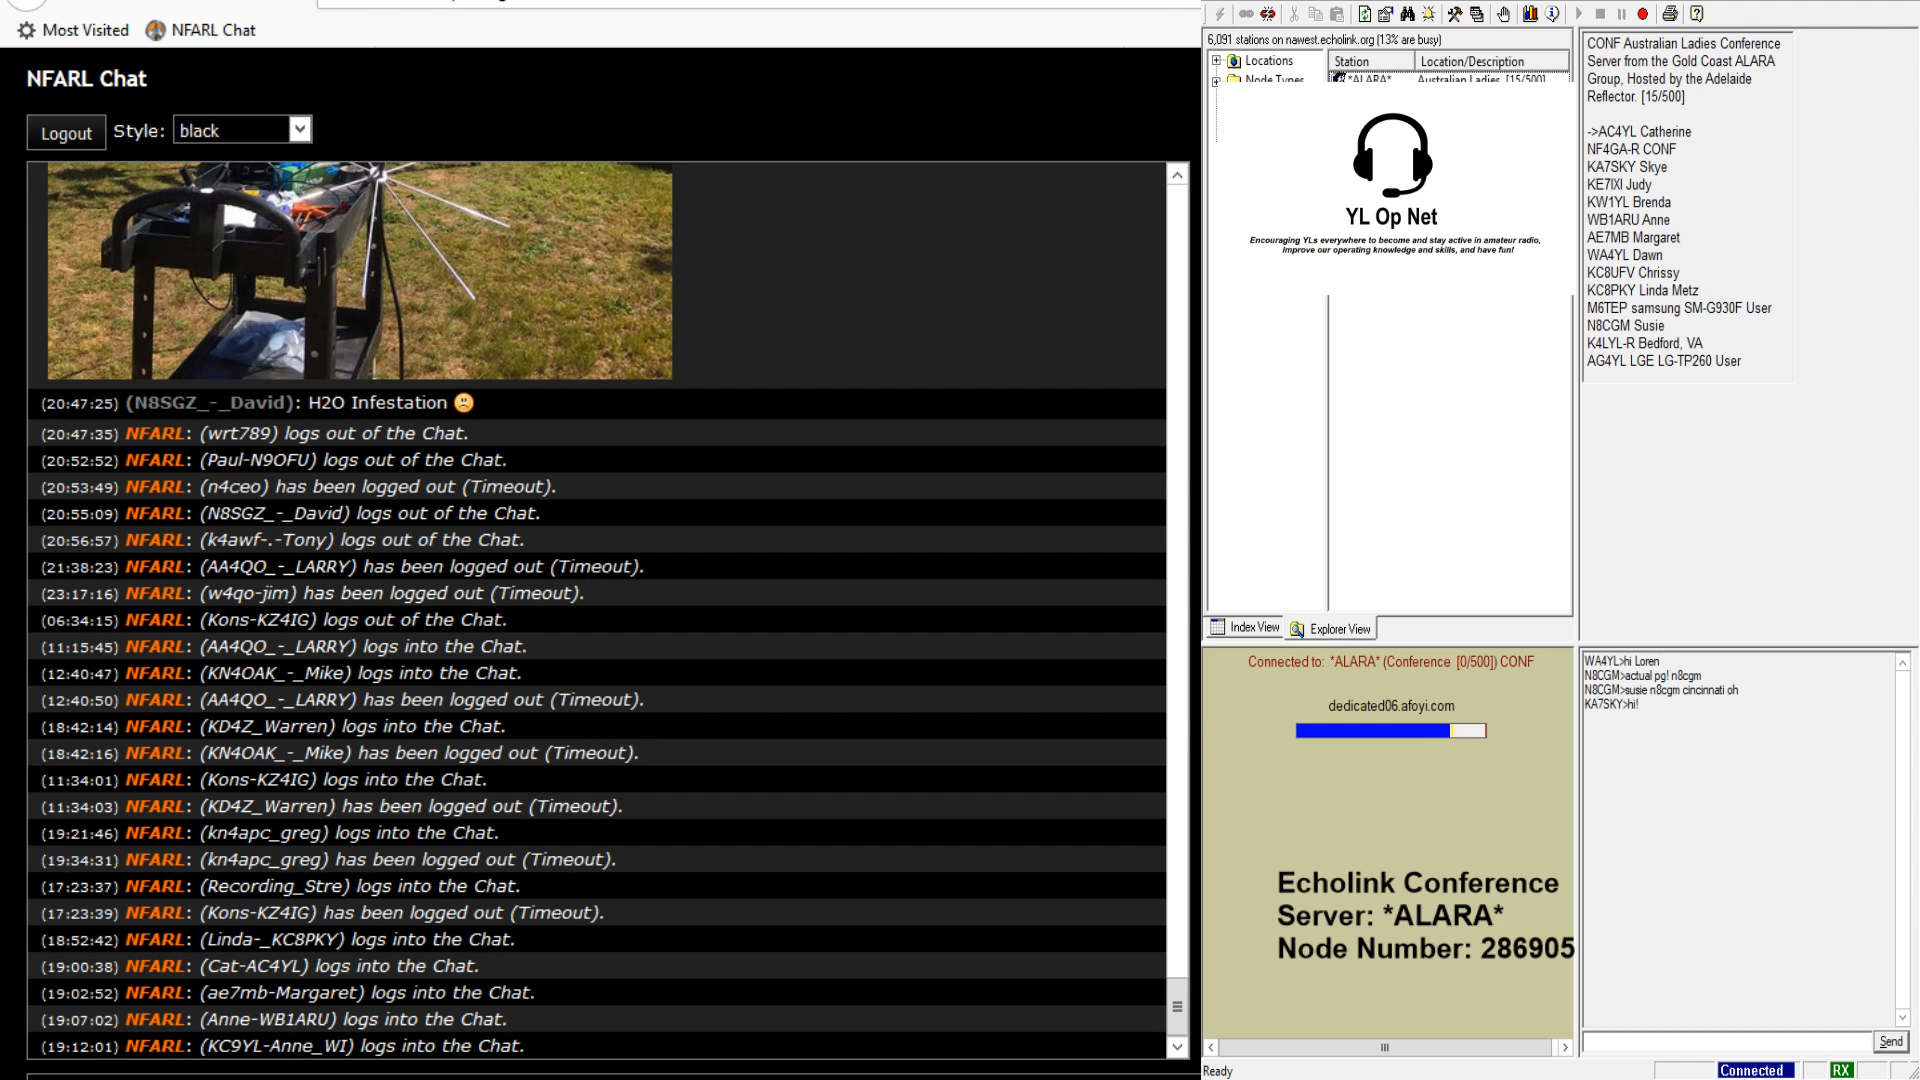 Most Visited
NFARL Chat
NFARL Chat
Logout
Style:
black
(20:47:25) (N8SGZ_-_David): H2O Infestation
(20:47:35) NFARL: (wrt789) logs out of the Chat.
(20:52:52) NFARL: (Paul-N9OFU) logs out of the Chat.
(20:53:49) NFARL: (n4ceo) has been logged out (Timeout).
(20:55:09) NFARL: (N8SGZ_-_David) logs out of the Chat.
(20:56:57) NFARL: (k4awf-.-Tony) logs out of the Chat.
(21:38:23) NFARL: (AA4QO_-_LARRY) has been logged out (Timeout).
(23:17:16) NFARL: (w4qo-jim) has been logged out (Timeout).
(06:34:15) NFARL: (Kons-KZ4IG) logs out of the Chat.
(11:15:45) NFARL: (AA4QO_-_LARRY) logs into the Chat.
(12:40:47) NFARL: (KN4OAK_-_Mike) logs into the Chat.
(12:40:50) NFARL: (AA4QO_-_LARRY) has been logged out (Timeout).
(18:42:14) NFARL: (KD4Z_Warren) logs into the Chat.
(18:42:16) NFARL: (KN4OAK_-_Mike) has been logged out (Timeout).
(11:34:01) NFARL: (Kons-KZ4IG) logs into the Chat.
(11:34:03) NFARL: (KD4Z_Warren) has been logged out (Timeout).
(19:21:46) NFARL: (kn4apc_greg) logs into the Chat.
(19:34:31) NFARL: (kn4apc_greg) has been logged out (Timeout).
(17:23:37) NFARL: (Recording_Stre) logs into the Chat.
(17:23:39) NFARL: (Kons-KZ4IG) has been logged out (Timeout).
(18:52:42) NFARL: (Linda-_KC8PKY) logs into the Chat.
(19:00:38) NFARL: (Cat-AC4YL) logs into the Chat.
(19:02:52) NFARL: (ae7mb-Margaret) logs into the Chat.
(19:07:02) NFARL: (Anne-WB1ARU) logs into the Chat.
(19:12:01) NFARL: (KC9YL-Anne_WI) logs into the Chat.
6,091 stations on nawest.echolink.org (13% are busy)
Locations
Node Types
Station
Location/Description
*ALARA*
Australian Ladies [15/500]
YL Op Net
Encouraging YLs everywhere to become and stay active in amateur radio,
improve our operating knowledge and skills, and have fun!
Index View
Explorer View
CONF Australian Ladies Conference
Server from the Gold Coast ALARA
Group, Hosted by the Adelaide
Reflector. [15/500]
->AC4YL Catherine
NF4GA-R CONF
KA7SKY Skye
KE7IXI Judy
KW1YL Brenda
WB1ARU Anne
AE7MB Margaret
WA4YL Dawn
KC8UFV Chrissy
KC8PKY Linda Metz
M6TEP samsung SM-G930F User
N8CGM Susie
K4LYL-R Bedford, VA
AG4YL LGE LG-TP260 User
Connected to: *ALARA* (Conference [0/500]) CONF
dedicated06.afoyi.com
Echolink Conference
Server: *ALARA*
Node Number: 286905
WA4YL>hi Loren
N8CGM>actual pg! n8cgm
N8CGM>susie n8cgm cincinnati oh
KA7SKY>hi!
Send
Ready
Connected
RX